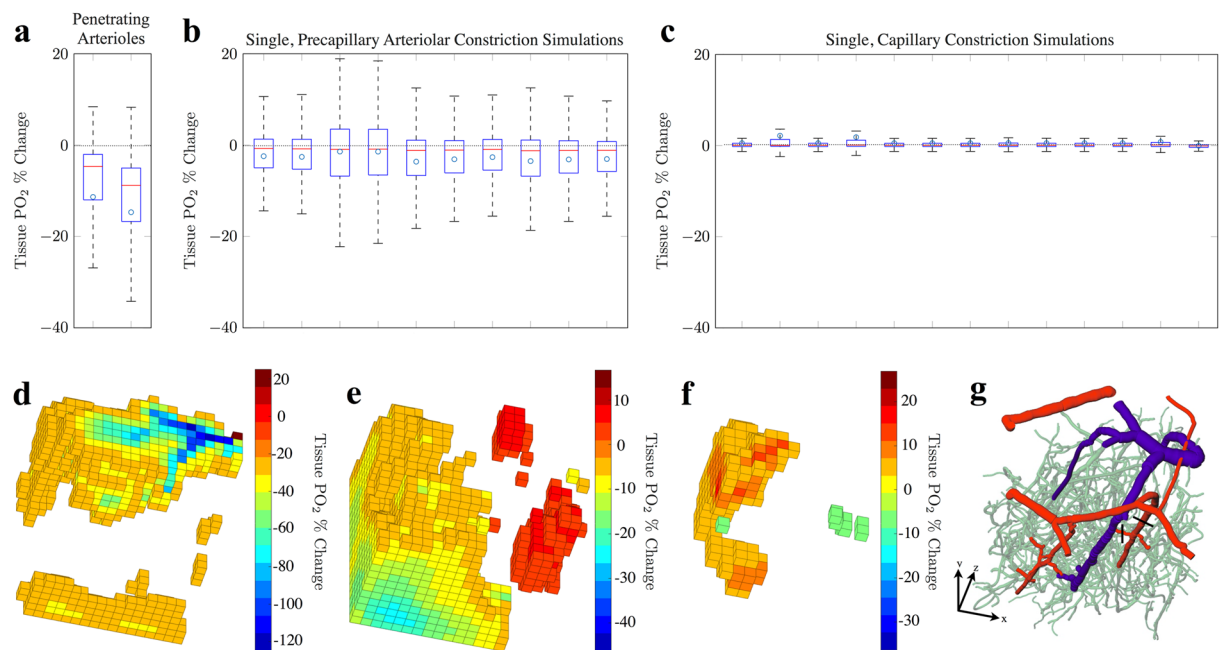 a
Penetrating
Arterioles
Tissue PO₂ % Change
20
0
−20
−40
b
Single, Precapillary Arteriolar Constriction Simulations
Tissue PO₂ % Change
20
0
−20
−40
c
Single, Capillary Constriction Simulations
Tissue PO₂ % Change
20
0
−20
−40
d
20
0
-20
-40
-60
-80
-100
-120
Tissue PO₂ % Change
e
10
0
-10
-20
-30
-40
Tissue PO₂ % Change
f
20
10
0
-10
-20
-30
Tissue PO₂ % Change
g
y
z
x